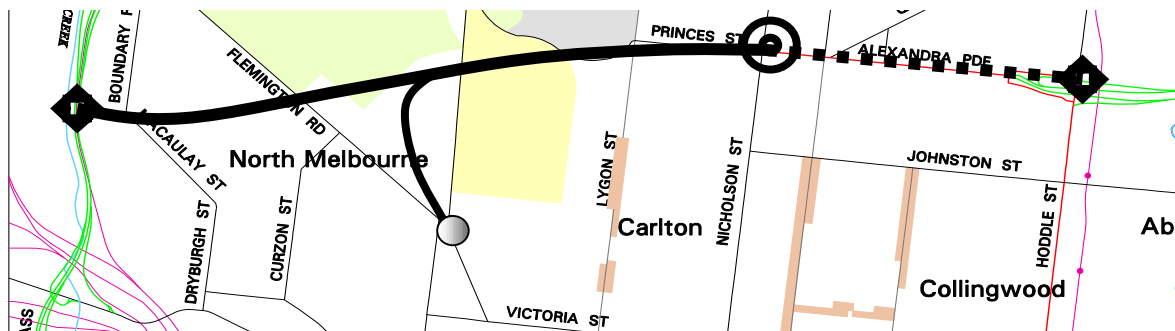 CREEK
BOUNDARY R
PRINCES ST
ALEXANDRA PDE
FLEMINGTON RD
MACAULAY ST
North Melbourne
LYGON ST
NICHOLSON ST
JOHNSTON ST
HODDLE ST
DRYBURGH ST
CURZON ST
Carlton
Ab
Collingwood
VICTORIA ST
ASS